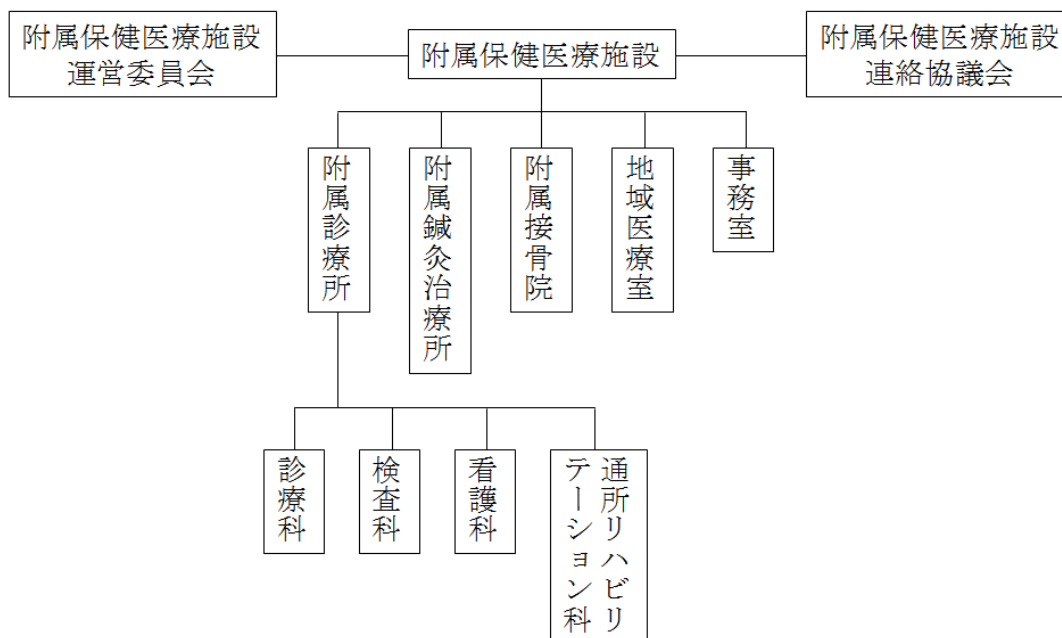 附属保健医療施設
運営委員会
附属保健医療施設
附属保健医療施設
連絡協議会
附属診療所
附属鍼灸治療所
附属接骨院
地域医療室
事務室
診療科
検査科
看護科
通所リハビリ
テーション科